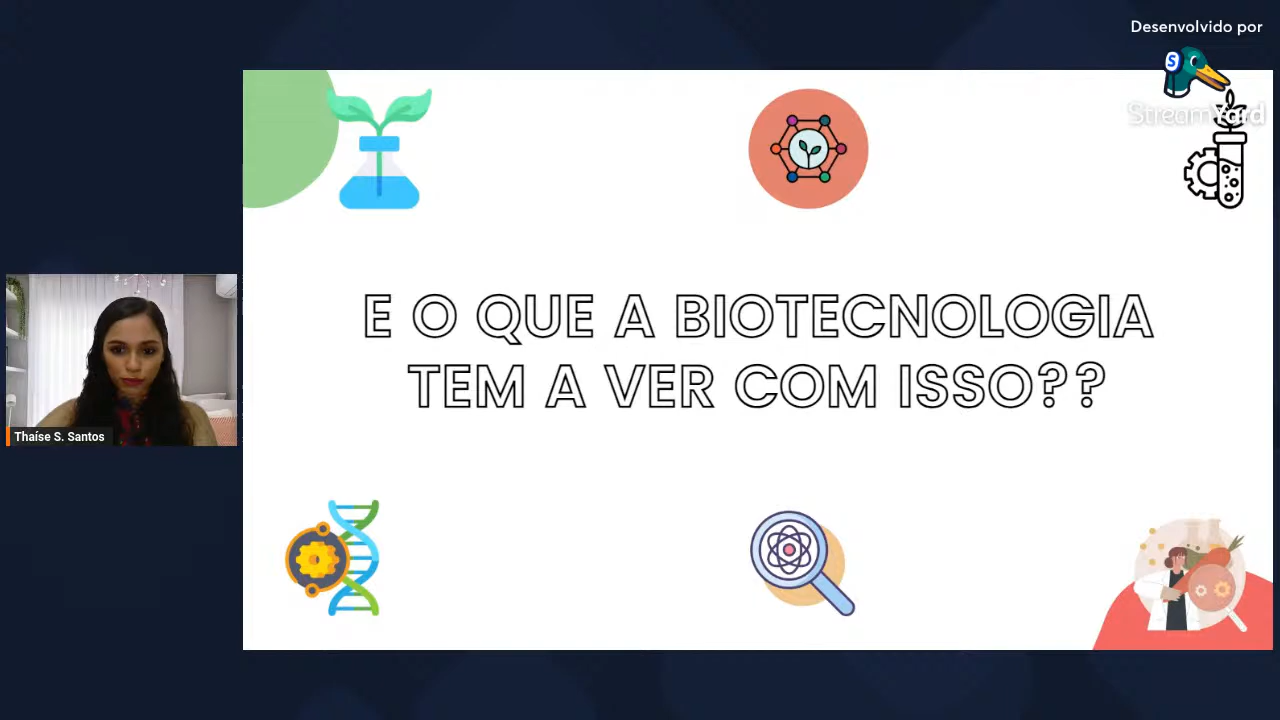 Desenvolvido por
StreamYard
E O QUE A BIOTECNOLOGIA
TEM A VER COM ISSO??
Thaíse S. Santos